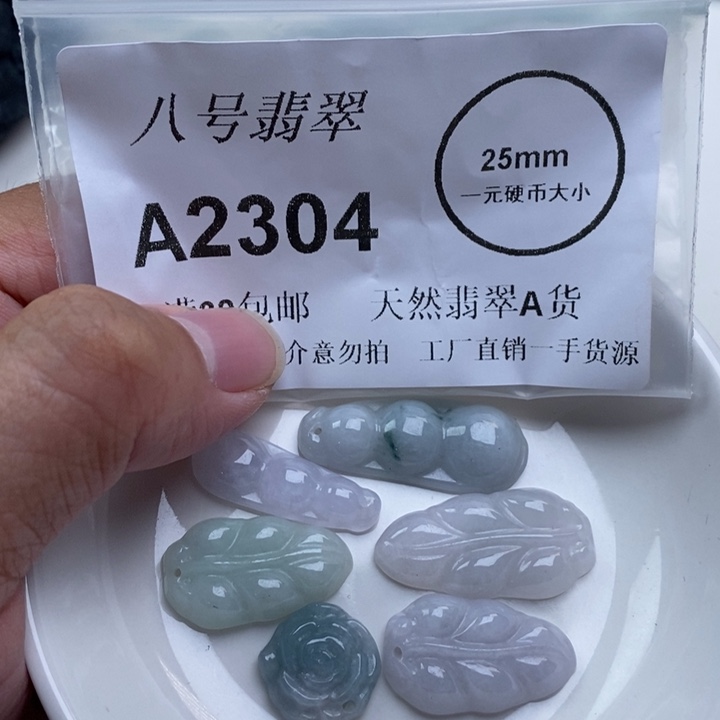 八号翡翠
25mm
一元硬币大小
A2304
包邮 天然翡翠A货
介意勿拍 工厂直销一手货源